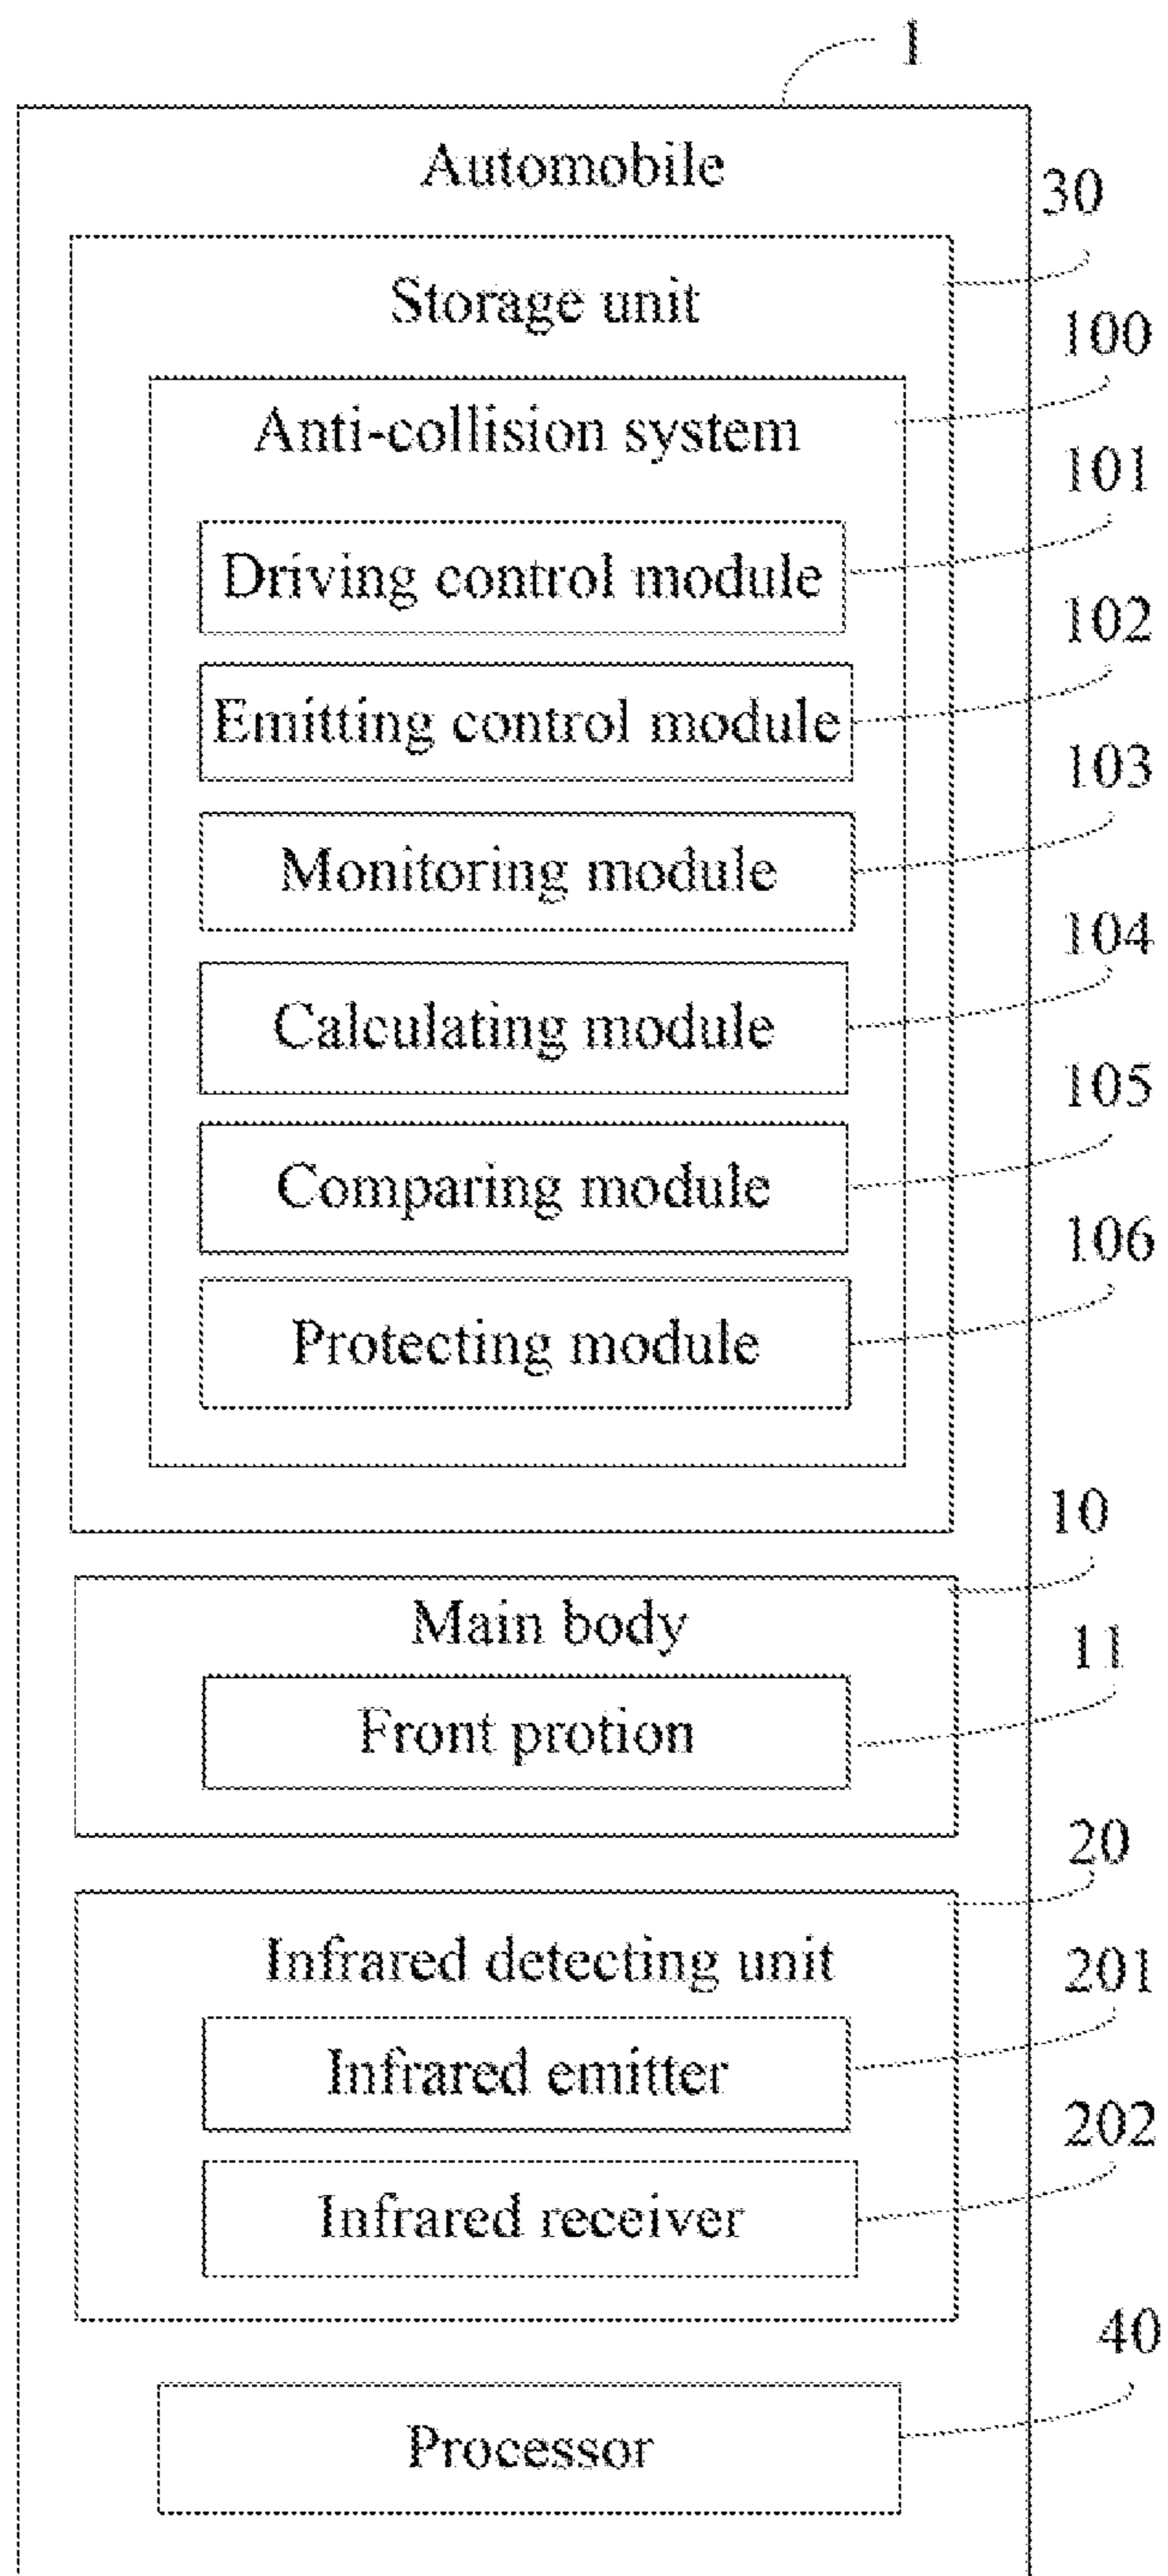 1
Automobile
30
Storage unit
100
Anti-collision system
101
Driving control module
102
Emitting control module
103
Monitoring module
104
Calculating module
105
Comparing module
106
Protecting module
10
Main body
11
Front protion
20
Infrared detecting unit
201
Infrared emitter
202
Infrared receiver
40
Processor